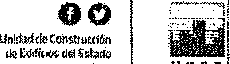 Unidad de Construcción
de Edificios del Estado